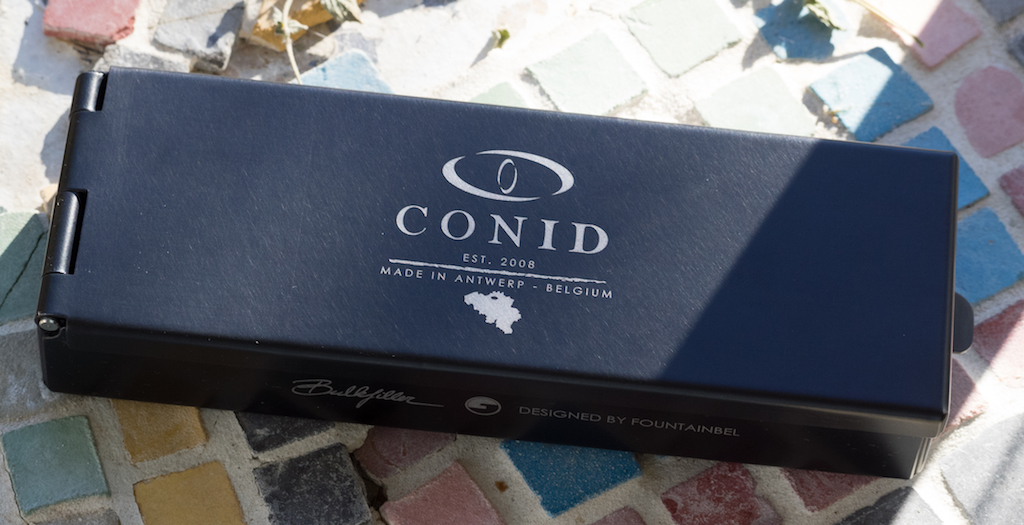 CONID
EST. 2008
MADE IN ANTWERP - BELGIUM
Bulkfiller
DESIGNED BY FOUNTAINBEL